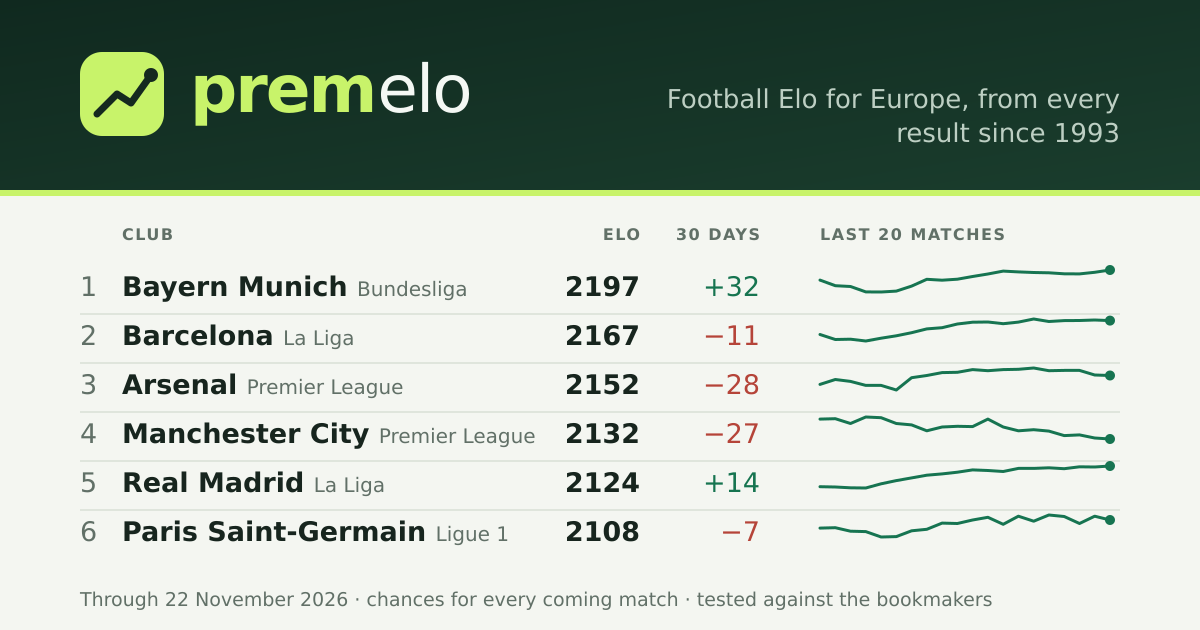 premelo
Football Elo for Europe, from every
result since 1993
CLUB ELO 30 DAYS LAST 20 MATCHES
1 Bayern Munich Bundesliga 2197 +32
2 Barcelona La Liga 2167 −11
3 Arsenal Premier League 2152 −28
4 Manchester City Premier League 2132 −27
5 Real Madrid La Liga 2124 +14
6 Paris Saint-Germain Ligue 1 2108 −7
Through 22 November 2026 · chances for every coming match · tested against the bookmakers